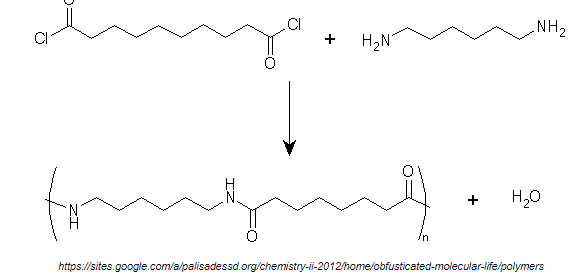 O
Cl
Cl
O
+
H₂N
NH₂
N
H
H
N
O
O
n
+
H₂O
https://sites.google.com/a/palisadessd.org/chemistry-ii-2012/home/obfusticated-molecular-life/polymers